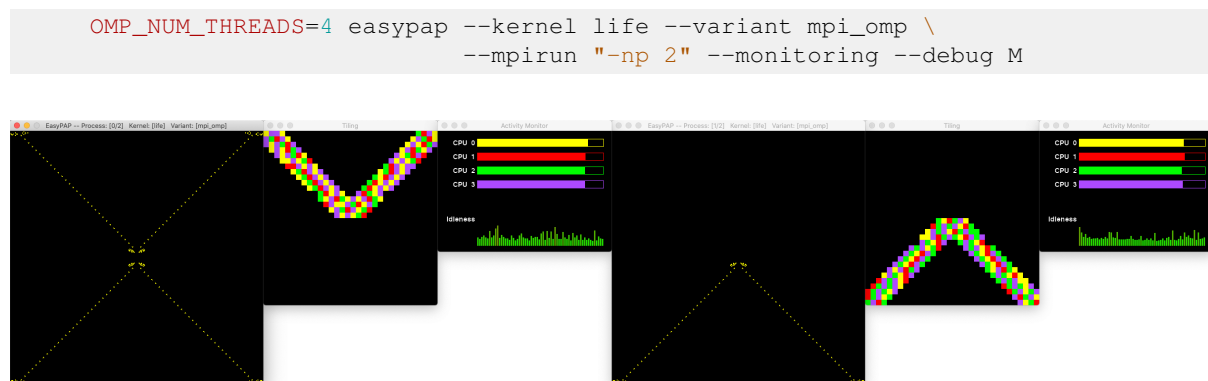 OMP_NUM_THREADS=4 easypap --kernel life --variant mpi_omp \
--mpirun "-np 2" --monitoring --debug M
EasyPAP -- Process: [0/2] Kernel: [life] Variant: [mpi_omp]
Tiling
Activity Monitor
EasyPAP -- Process: [1/2] Kernel: [life] Variant: [mpi_omp]
Tiling
Activity Monitor
CPU 0
CPU 1
CPU 2
CPU 3
Idleness
CPU 0
CPU 1
CPU 2
CPU 3
Idleness